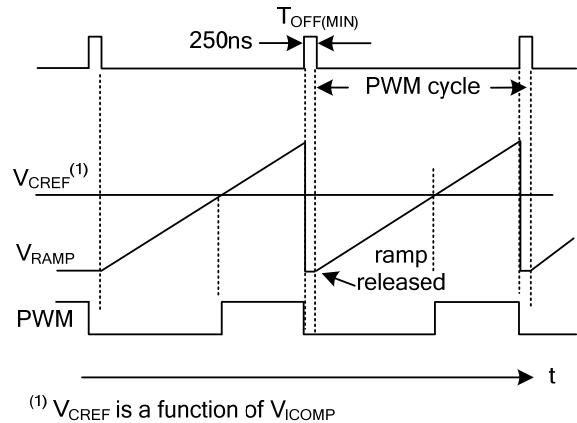 T_OFF(MIN)
250ns
PWM cycle
V_CREF^(1)
V_RAMP
ramp
released
PWM
t
(1) V_CREF is a function of V_ICOMP